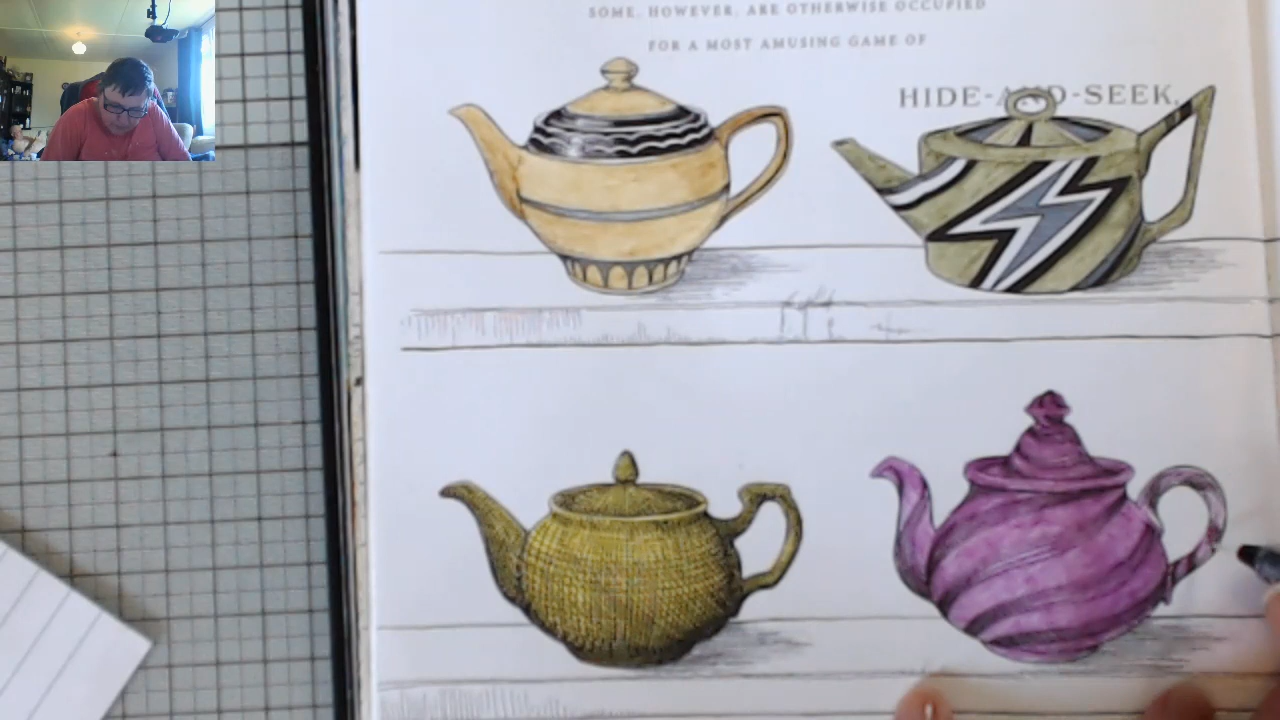 SOME, HOWEVER, ARE OTHERWISE OCCUPIED
FOR A MOST AMUSING GAME OF
HIDE-AND-SEEK,